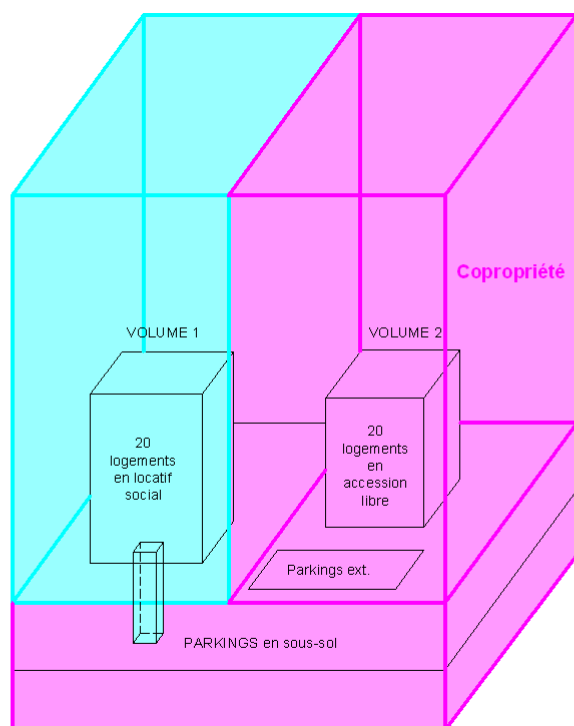 Copropriété
VOLUME 1
VOLUME 2
20
logements
en locatif
social
20
logements
en
accession
libre
Parkings ext.
PARKINGS en sous-sol